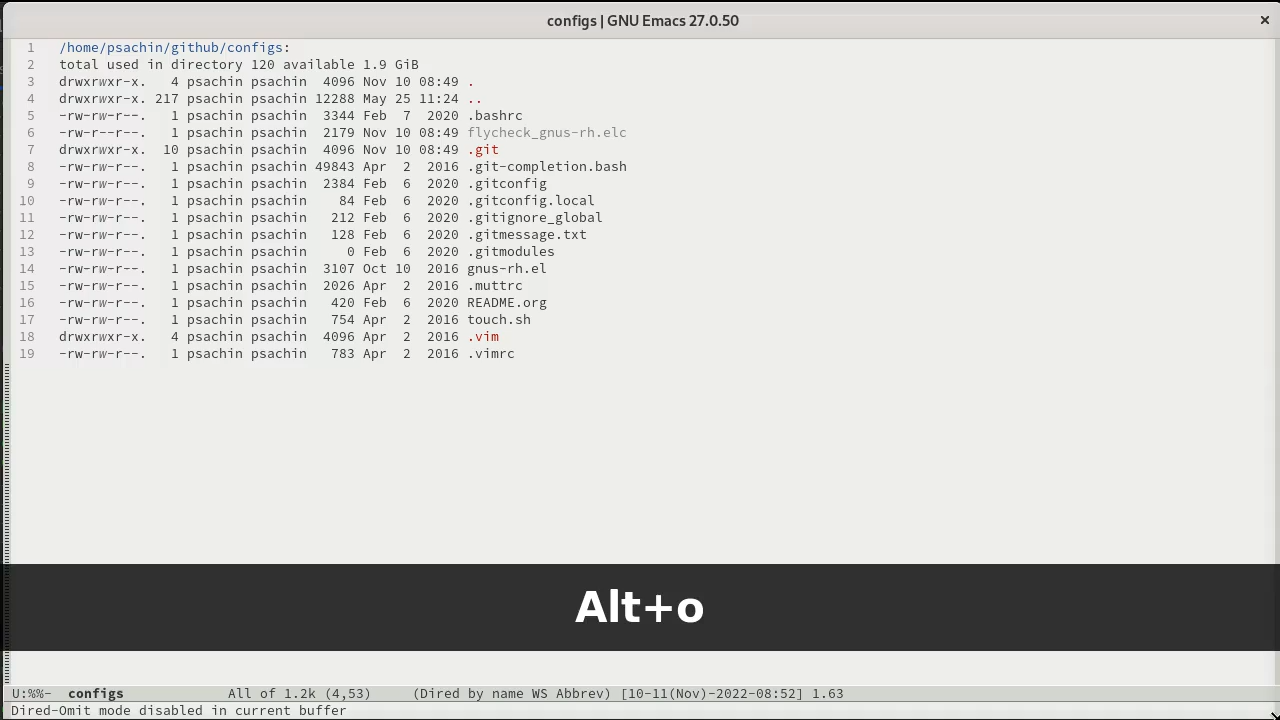 configs | GNU Emacs 27.0.50 ×
1 /home/psachin/github/configs:
2 total used in directory 120 available 1.9 GiB
3 drwxrwxr-x. 4 psachin psachin 4096 Nov 10 08:49 .
4 drwxrwxr-x. 217 psachin psachin 12288 May 25 11:24 ..
5 -rw-rw-r--. 1 psachin psachin 3344 Feb 7 2020 .bashrc
6 -rw-r--r--. 1 psachin psachin 2179 Nov 10 08:49 flycheck_gnus-rh.elc
7 drwxrwxr-x. 10 psachin psachin 4096 Nov 10 08:49 .git
8 -rw-rw-r--. 1 psachin psachin 49843 Apr 2 2016 .git-completion.bash
9 -rw-rw-r--. 1 psachin psachin 2384 Feb 6 2020 .gitconfig
10 -rw-rw-r--. 1 psachin psachin 84 Feb 6 2020 .gitconfig.local
11 -rw-rw-r--. 1 psachin psachin 212 Feb 6 2020 .gitignore_global
12 -rw-rw-r--. 1 psachin psachin 128 Feb 6 2020 .gitmessage.txt
13 -rw-rw-r--. 1 psachin psachin 0 Feb 6 2020 .gitmodules
14 -rw-rw-r--. 1 psachin psachin 3107 Oct 10 2016 gnus-rh.el
15 -rw-rw-r--. 1 psachin psachin 2026 Apr 2 2016 .muttrc
16 -rw-rw-r--. 1 psachin psachin 420 Feb 6 2020 README.org
17 -rw-rw-r--. 1 psachin psachin 754 Apr 2 2016 touch.sh
18 drwxrwxr-x. 4 psachin psachin 4096 Apr 2 2016 .vim
19 -rw-rw-r--. 1 psachin psachin 783 Apr 2 2016 .vimrc
Alt+o
U:%%- configs All of 1.2k (4,53) (Dired by name WS Abbrev) [10-11(Nov)-2022-08:52] 1.63
Dired-Omit mode disabled in current buffer